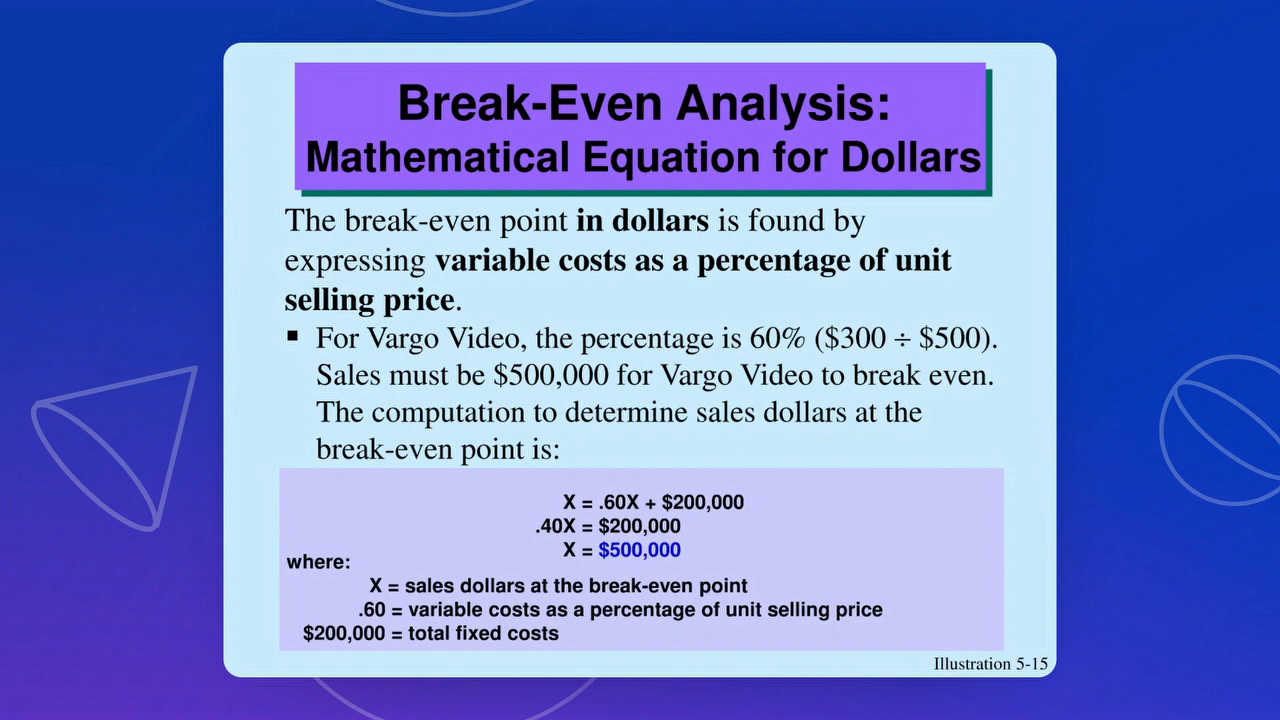 Break-Even Analysis:
Mathematical Equation for Dollars
The break-even point in dollars is found by
expressing variable costs as a percentage of unit
selling price.
▪ For Vargo Video, the percentage is 60% ($300 ÷ $500).
Sales must be $500,000 for Vargo Video to break even.
The computation to determine sales dollars at the
break-even point is:
X = .60X + $200,000
.40X = $200,000
X = $500,000
where:
X = sales dollars at the break-even point
.60 = variable costs as a percentage of unit selling price
$200,000 = total fixed costs
Illustration 5-15